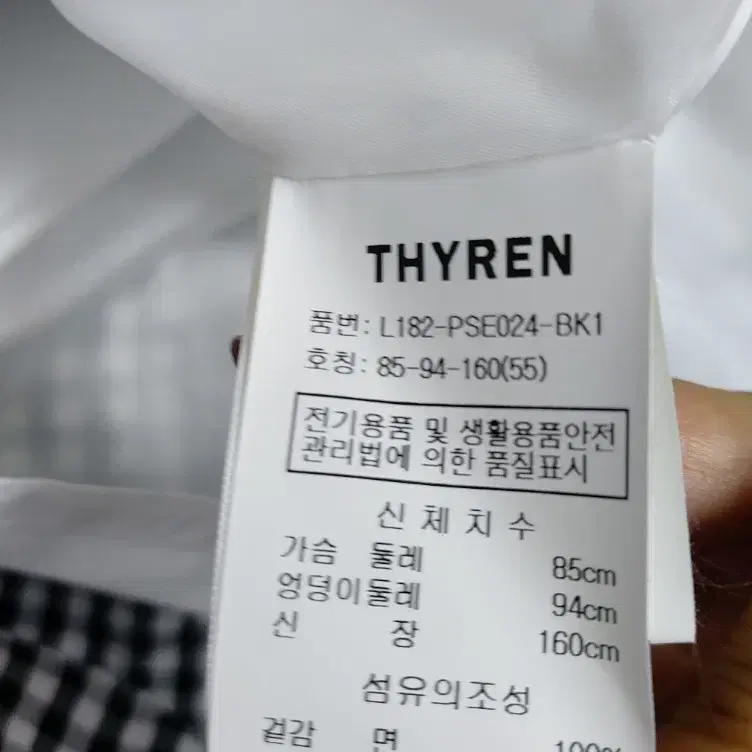 THYREN
품번: L182-PSE024-BK1
호칭: 85-94-160(55)
전기용품 및 생활용품안전
관리법에 의한 품질표시
신 체 치 수
가슴 둘레 85cm
엉덩이둘레 94cm
신 장 160cm
섬유의조성
겉감 면 100%